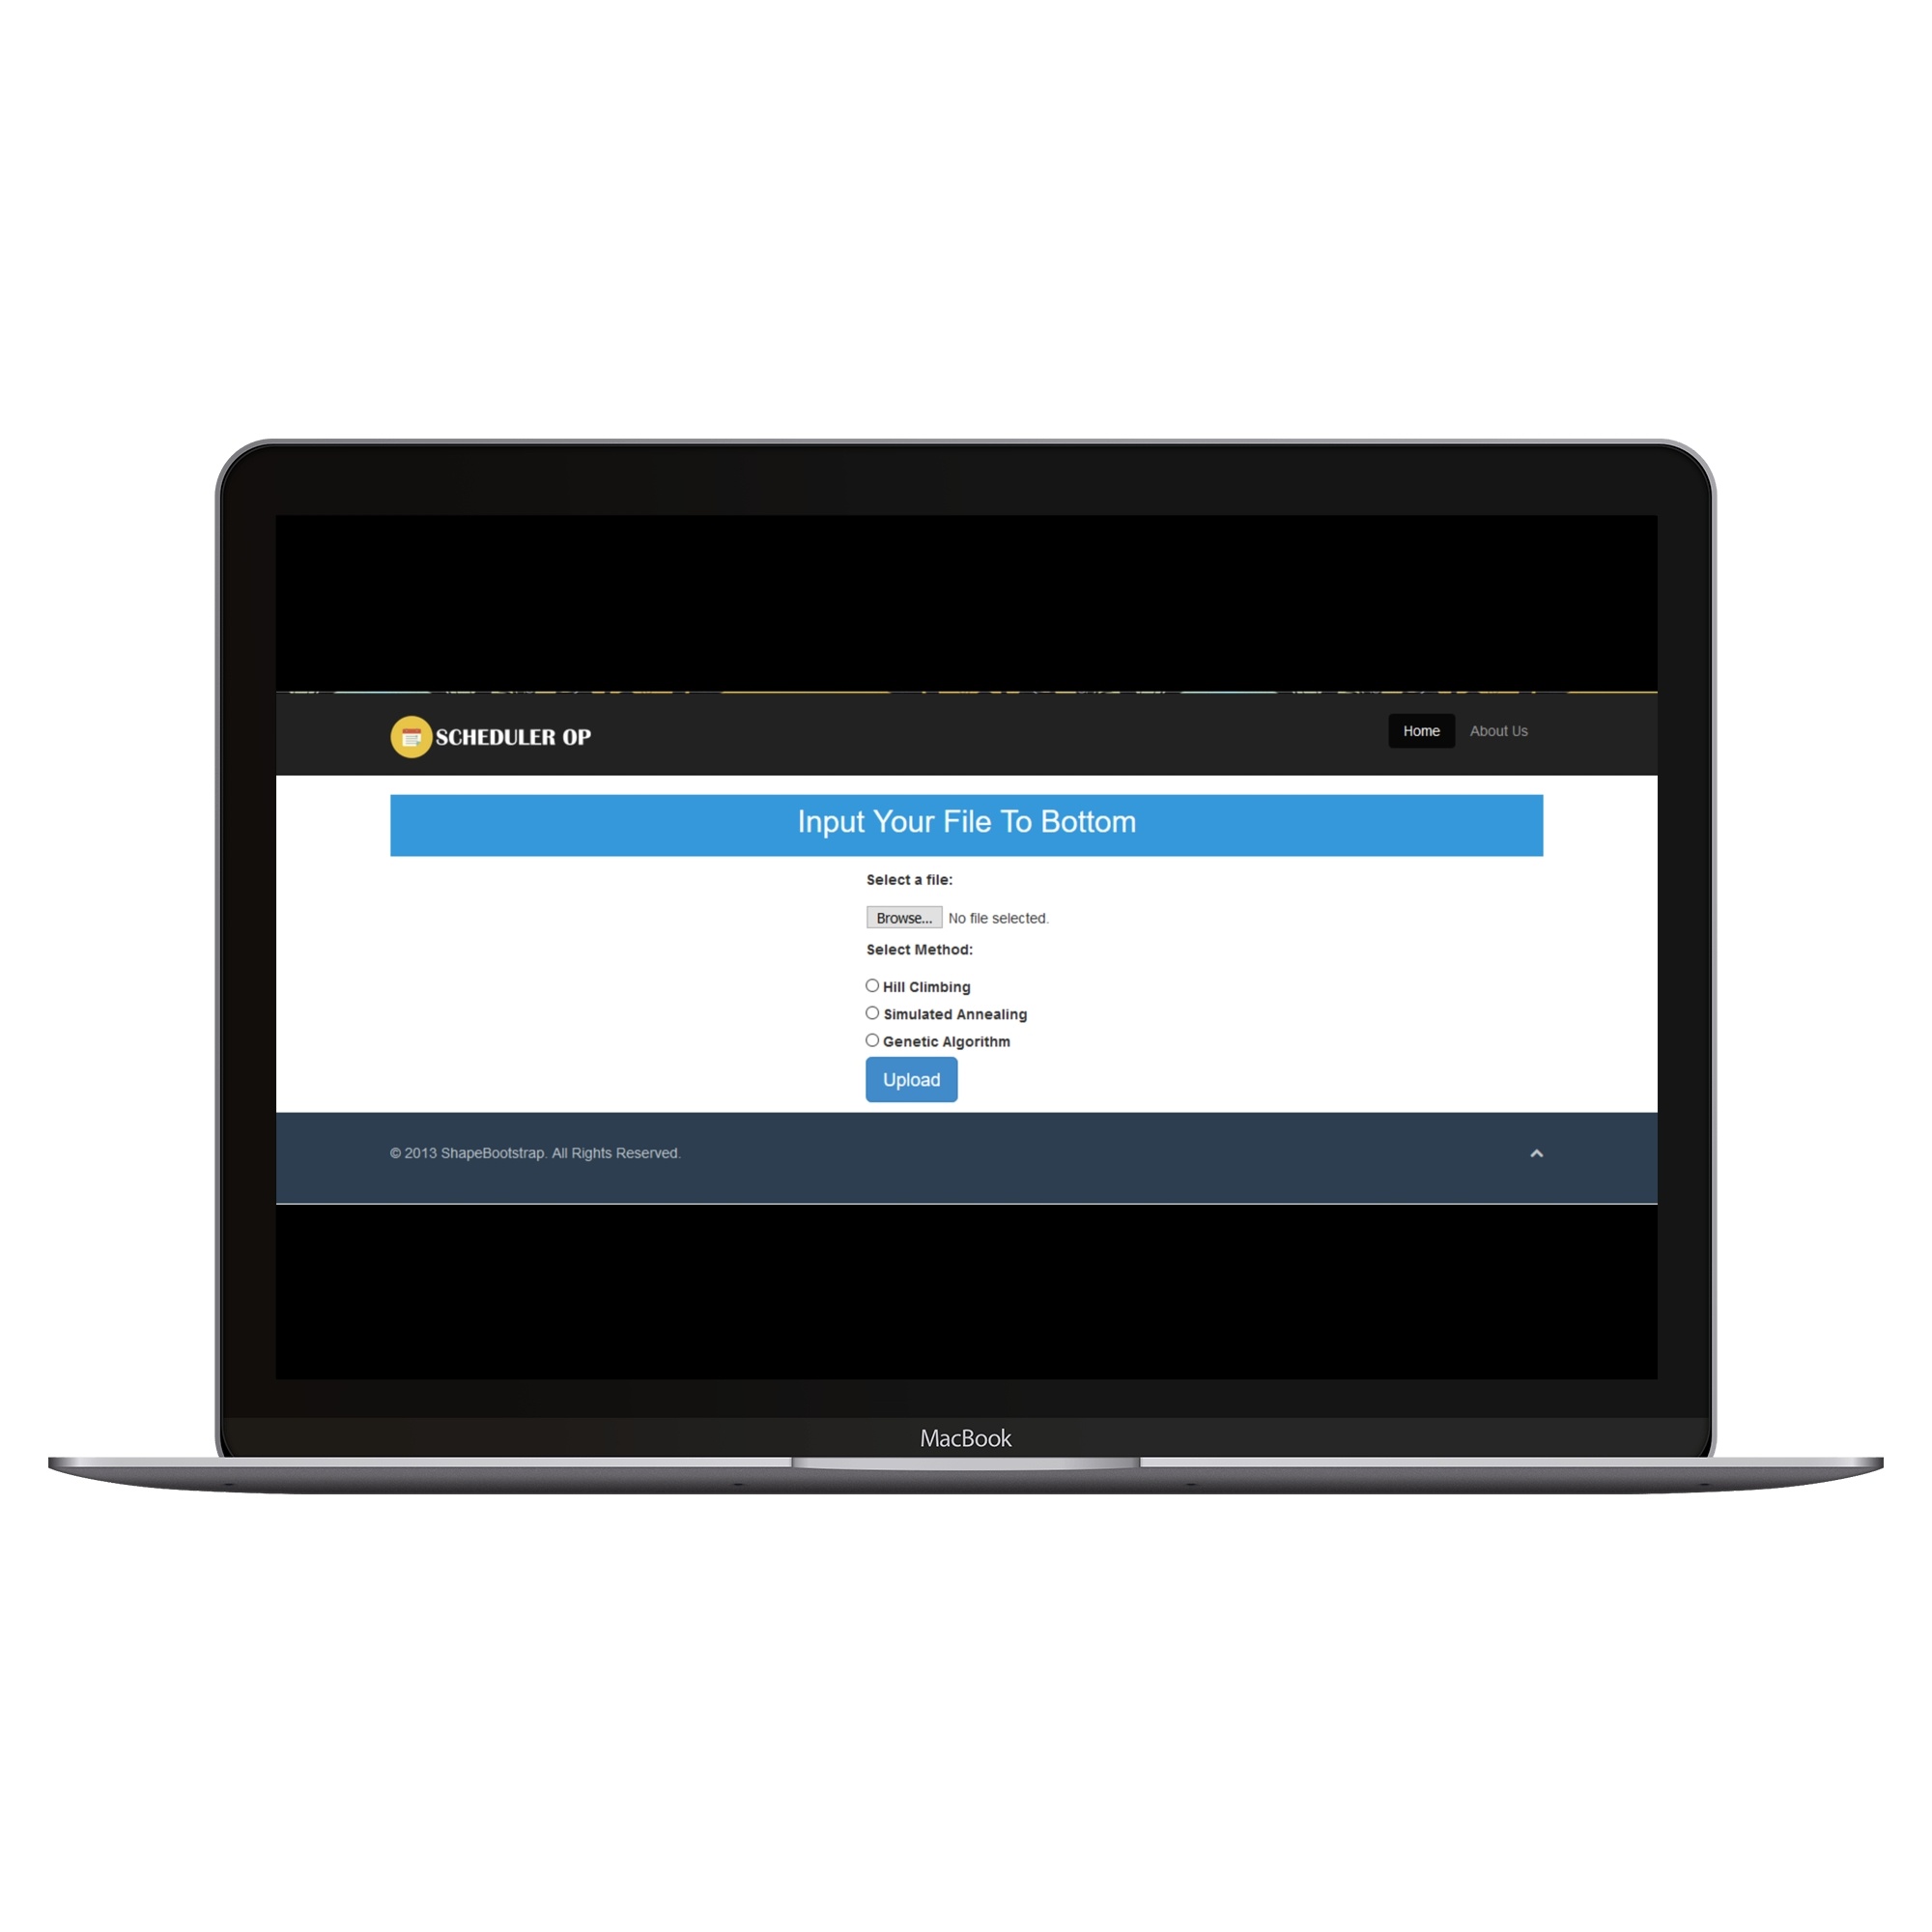 SCHEDULER OP
Home
About Us
Input Your File To Bottom
Select a file:
Browse... No file selected.
Select Method:
Hill Climbing
Simulated Annealing
Genetic Algorithm
Upload
© 2013 ShapeBootstrap. All Rights Reserved.
MacBook